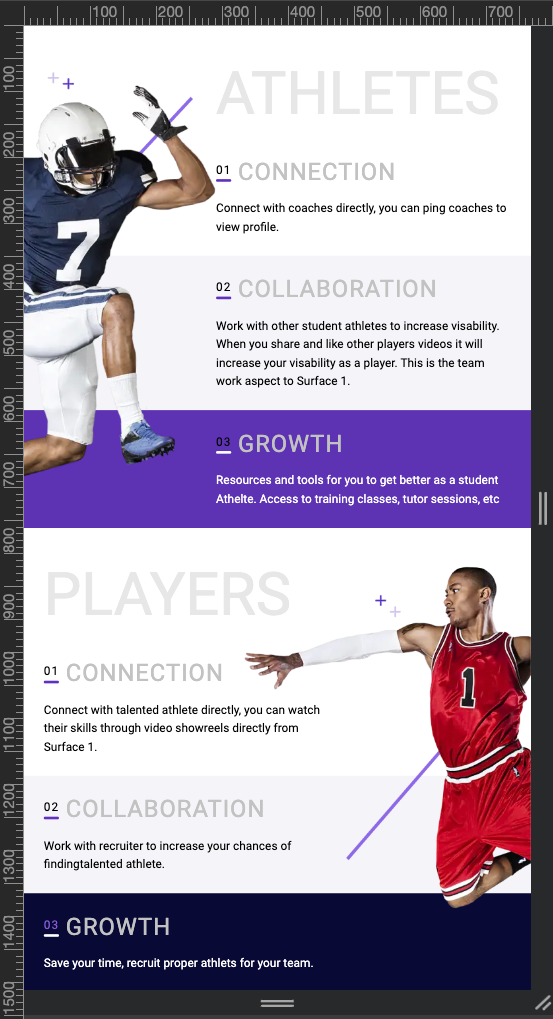 100 200 300 400 500 600 700
100
200
300
400
500
600
700
800
900
1000
1100
1200
1300
1400
1500
ATHLETES
01 CONNECTION
Connect with coaches directly, you can ping coaches to
view profile.
7
02 COLLABORATION
Work with other student athletes to increase visability.
When you share and like other players videos it will
increase your visability as a player. This is the team
work aspect to Surface 1.
03 GROWTH
Resources and tools for you to get better as a student
Athelte. Access to training classes, tutor sessions, etc
PLAYERS
01 CONNECTION
Connect with talented athlete directly, you can watch
their skills through video showreels directly from
Surface 1.
1
02 COLLABORATION
Work with recruiter to increase your chances of
findingtalented athlete.
03 GROWTH
Save your time, recruit proper athlets for your team.